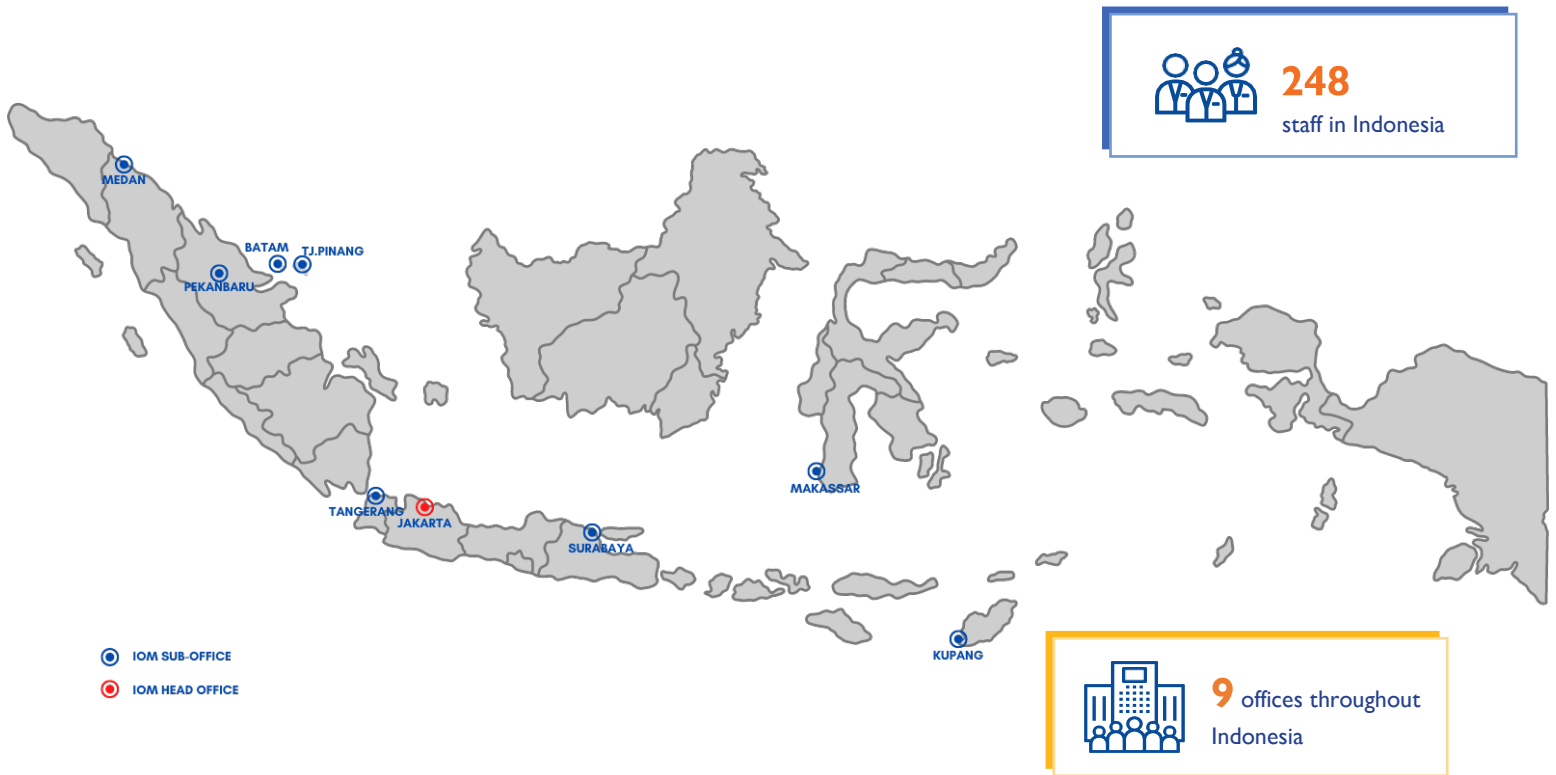 248
staff in Indonesia
MEDAN
BATAM
TJ.PINANG
PEKANBARU
MAKASSAR
TANGERANG
JAKARTA
SURABAYA
KUPANG
IOM SUB-OFFICE
IOM HEAD OFFICE
9 offices throughout
Indonesia